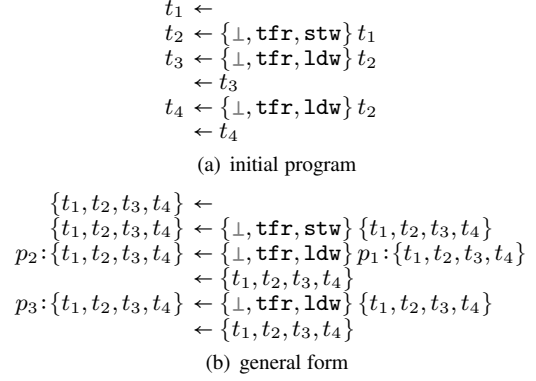 t₁ ←
t₂ ← {⊥, tfr, stw} t₁
t₃ ← {⊥, tfr, ldw} t₂
← t₃
t₄ ← {⊥, tfr, ldw} t₂
← t₄
(a) initial program
{t₁, t₂, t₃, t₄} ←
{t₁, t₂, t₃, t₄} ← {⊥, tfr, stw} {t₁, t₂, t₃, t₄}
p₂:{t₁, t₂, t₃, t₄} ← {⊥, tfr, ldw} p₁:{t₁, t₂, t₃, t₄}
← {t₁, t₂, t₃, t₄}
p₃:{t₁, t₂, t₃, t₄} ← {⊥, tfr, ldw} {t₁, t₂, t₃, t₄}
← {t₁, t₂, t₃, t₄}
(b) general form